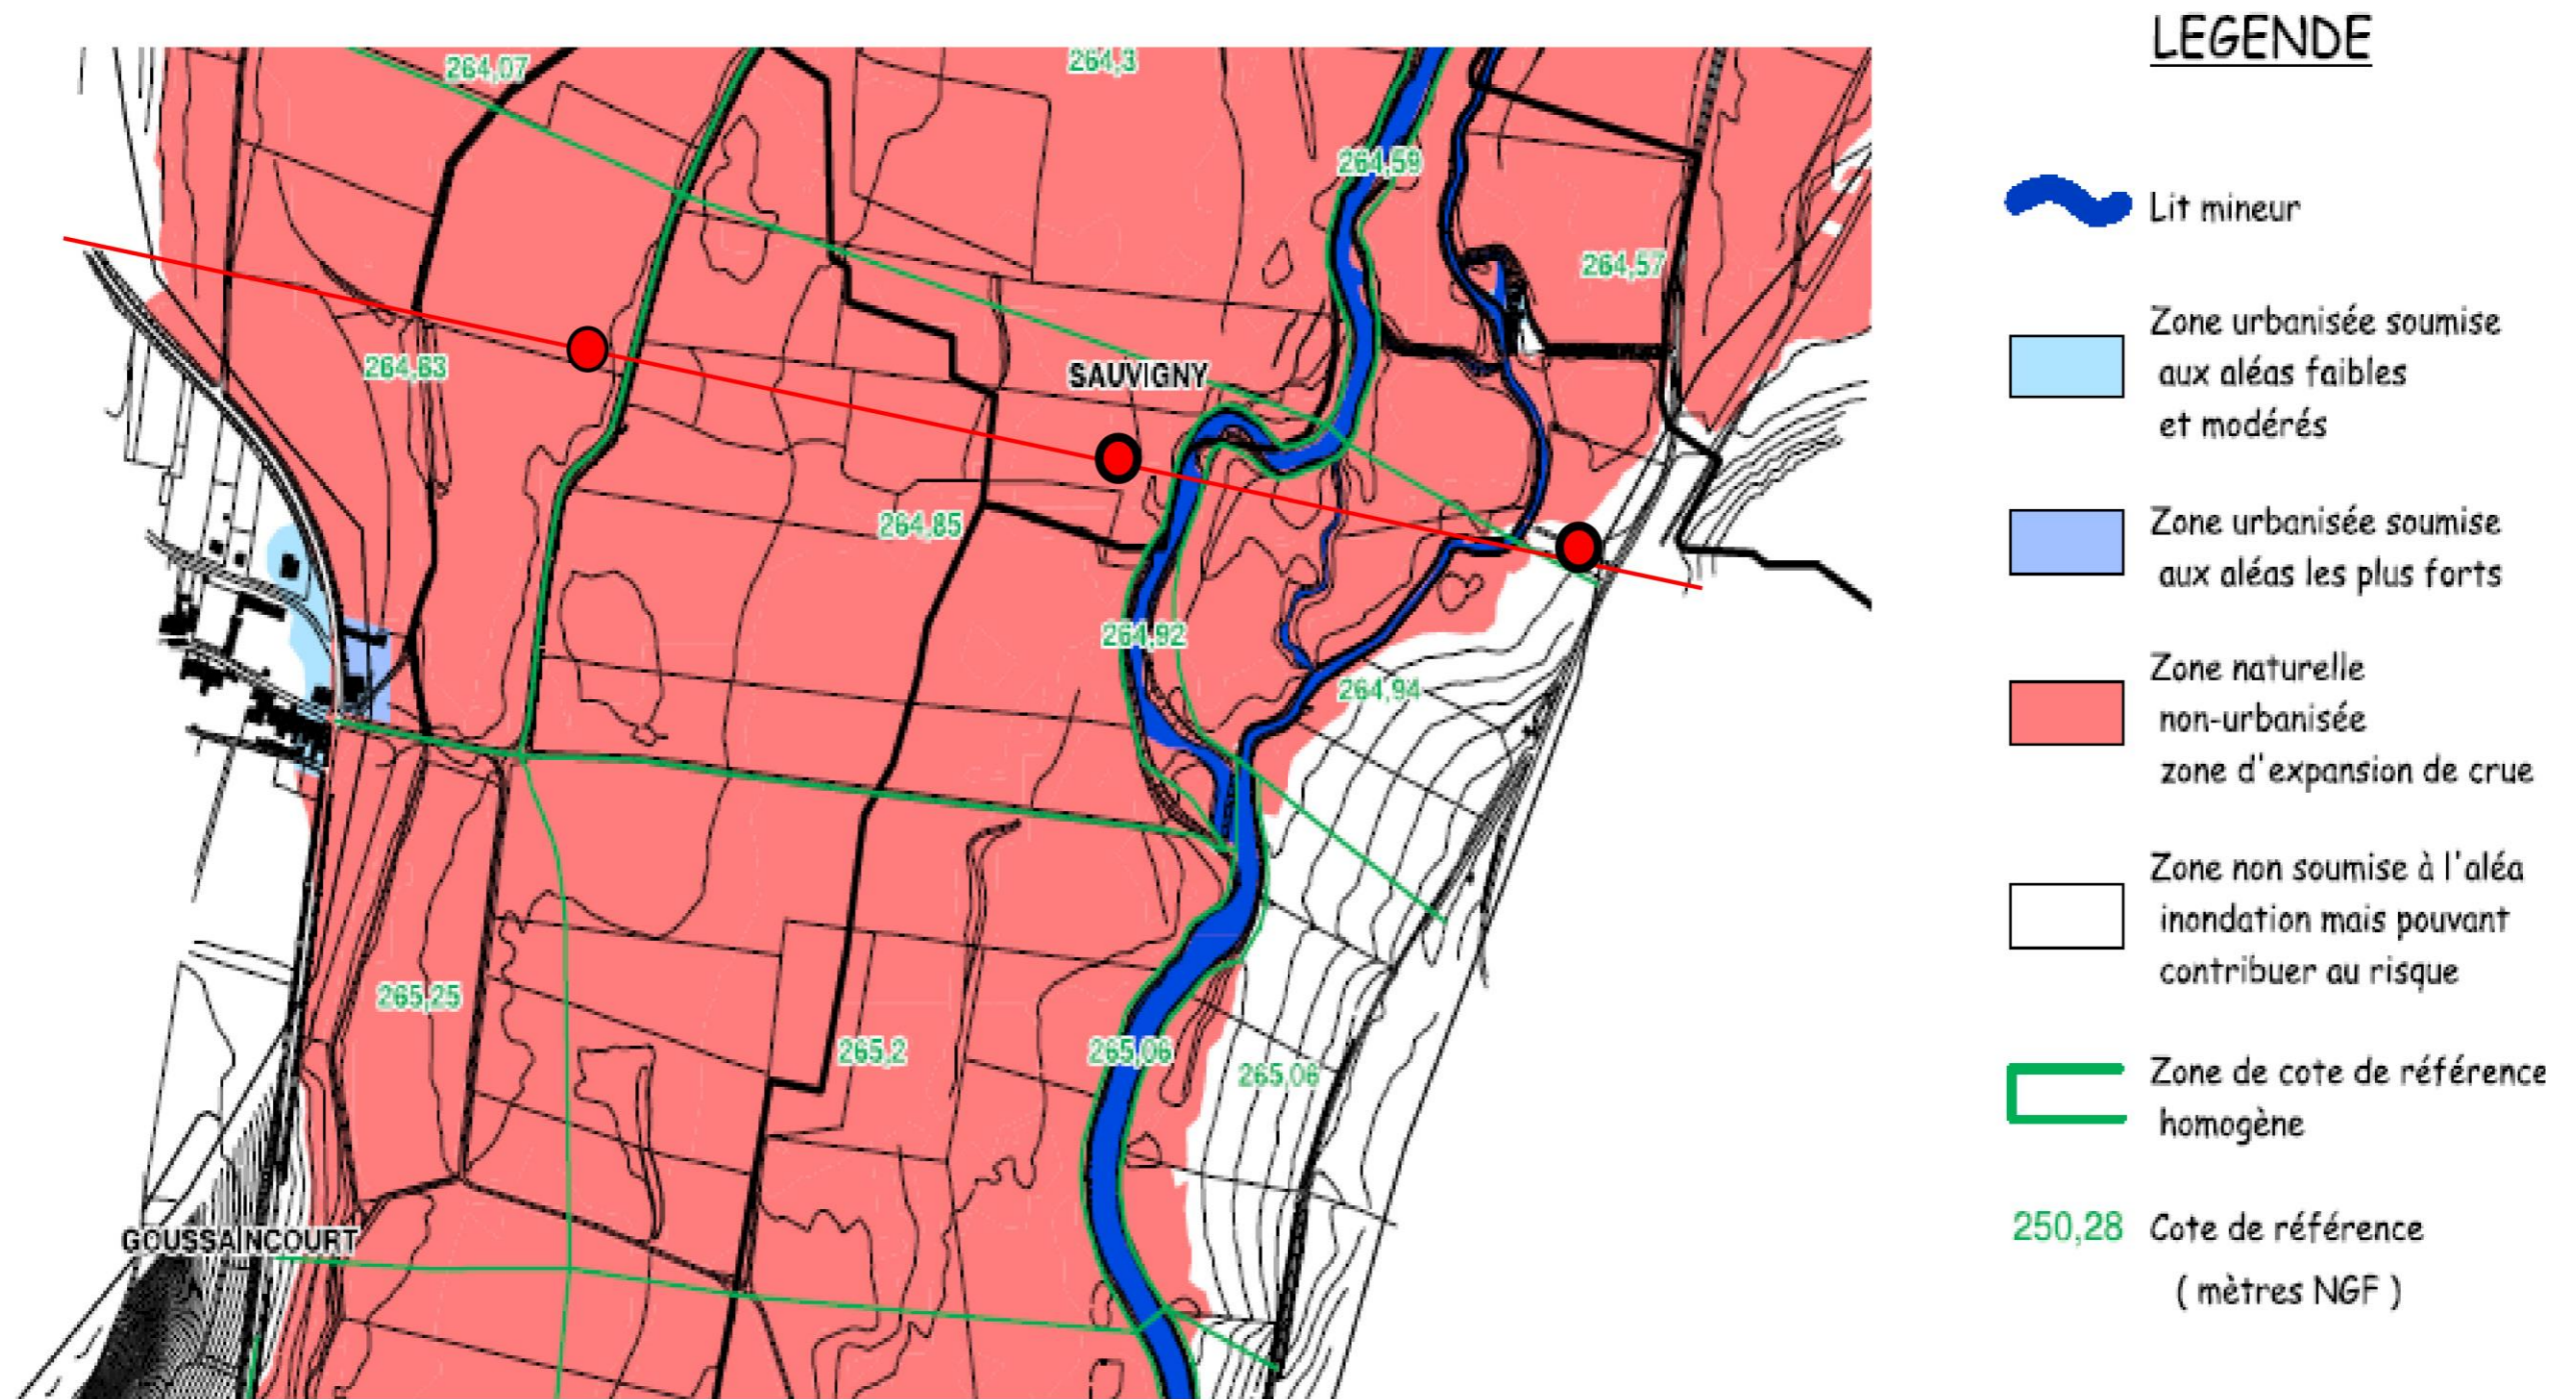 264,07
264,3
264,59
264,57
264,63
SAUVIGNY
264,85
264,92
264,94
265,25
265,2
265,06
265,06
GOUSSAINCOURT
LEGENDE
Lit mineur
Zone urbanisée soumise
aux aléas faibles
et modérés
Zone urbanisée soumise
aux aléas les plus forts
Zone naturelle
non-urbanisée
zone d'expansion de crue
Zone non soumise à l'aléa
inondation mais pouvant
contribuer au risque
Zone de cote de référence
homogène
250,28 Cote de référence
( mètres NGF )